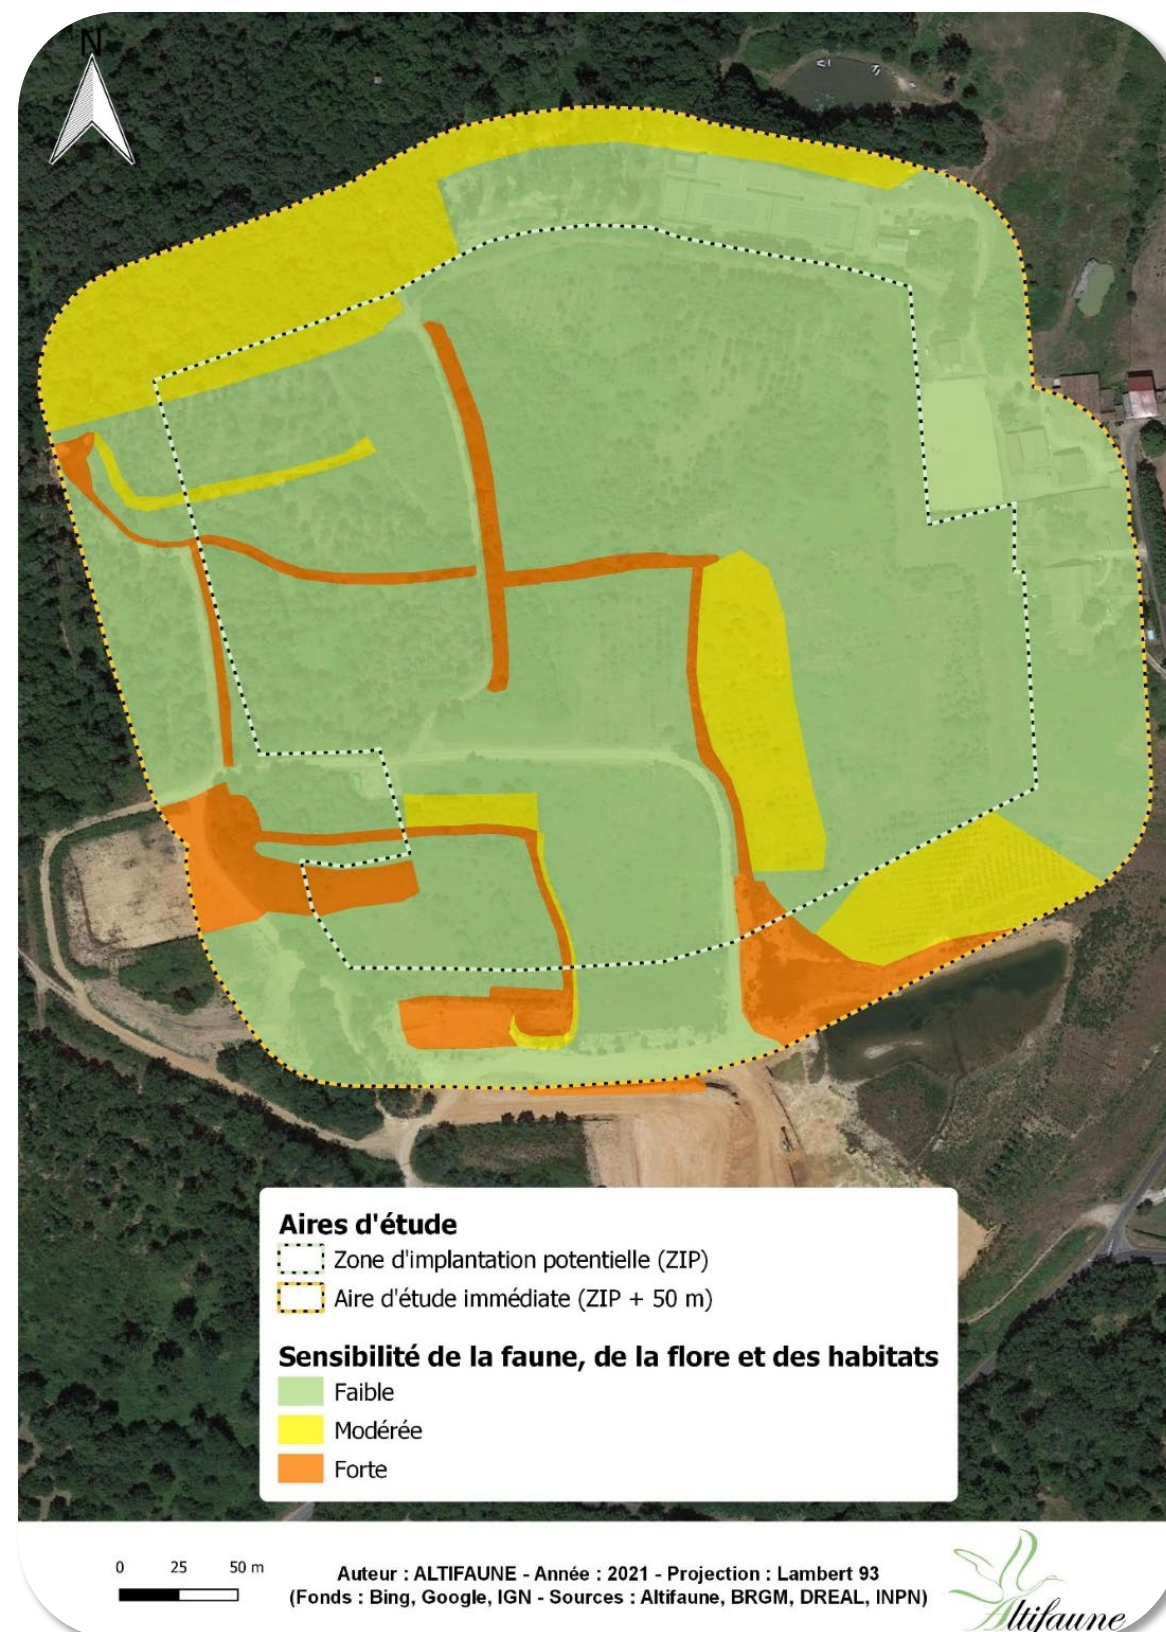 N
Aires d'étude
Zone d'implantation potentielle (ZIP)
Aire d'étude immédiate (ZIP + 50 m)
Sensibilité de la faune, de la flore et des habitats
Faible
Modérée
Forte
0 25 50 m
Auteur : ALTIFAUNE - Année : 2021 - Projection : Lambert 93
(Fonds : Bing, Google, IGN - Sources : Altifaune, BRGM, DREAL, INPN)
Altifaune